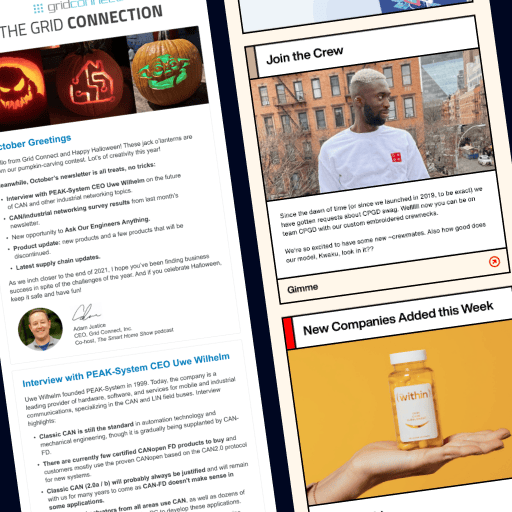 gridconnect
THE GRID CONNECTION
October Greetings
Hello from Grid Connect and Happy Halloween! These jack o'lanterns are
from our pumpkin-carving contest. Lot's of creativity this year!
Meanwhile, October's newsletter is all treats, no tricks:
• Interview with PEAK-System CEO Uwe Wilhelm on the future
of CAN and other industrial networking topics.
• CAN/Industrial networking survey results from last month's
newsletter.
• New opportunity to Ask Our Engineers Anything.
• Product update: new products and a few products that will be
discontinued.
• Latest supply chain updates.
As we inch closer to the end of 2021, I hope you've been finding business
success in spite of the challenges of the year. And if you celebrate Halloween,
keep it safe and have fun!
Adam Justice
CEO, Grid Connect, Inc.
Co-host, The Smart Home Show podcast
Interview with PEAK-System CEO Uwe Wilhelm
Uwe Wilhelm founded PEAK-System in 1999. Today, the company is a
leading provider of hardware, software, and services for mobile and industrial
communications, specializing in the CAN and LIN field buses. Interview
highlights:
• Classic CAN is still the standard in automation technology and
mechanical engineering, though it is gradually being supplanted by CAN-
FD.
• There are currently few certified CANopen FD products to buy and
customers mostly use the proven CANopen based on the CAN2.0 protocol
for new systems.
• Classic CAN (2.0a / b) will probably always be justified and will remain
with us for many years to come as CAN-FD doesn't make sense in
some applications.
from all areas use CAN, as well as dozens of
to develop these applications.
Join the Crew
Since the dawn of time (or since we launched in 2019, to be exact) we
have gotten requests about CPGD swag. Wellllll now you can be on
team CPGD with our custom embroidered crewnecks.
We're so excited to have some new ~creemates. Also how good does
our model, Kwaku, look in it??
Gimme
New Companies Added this Week
(within)